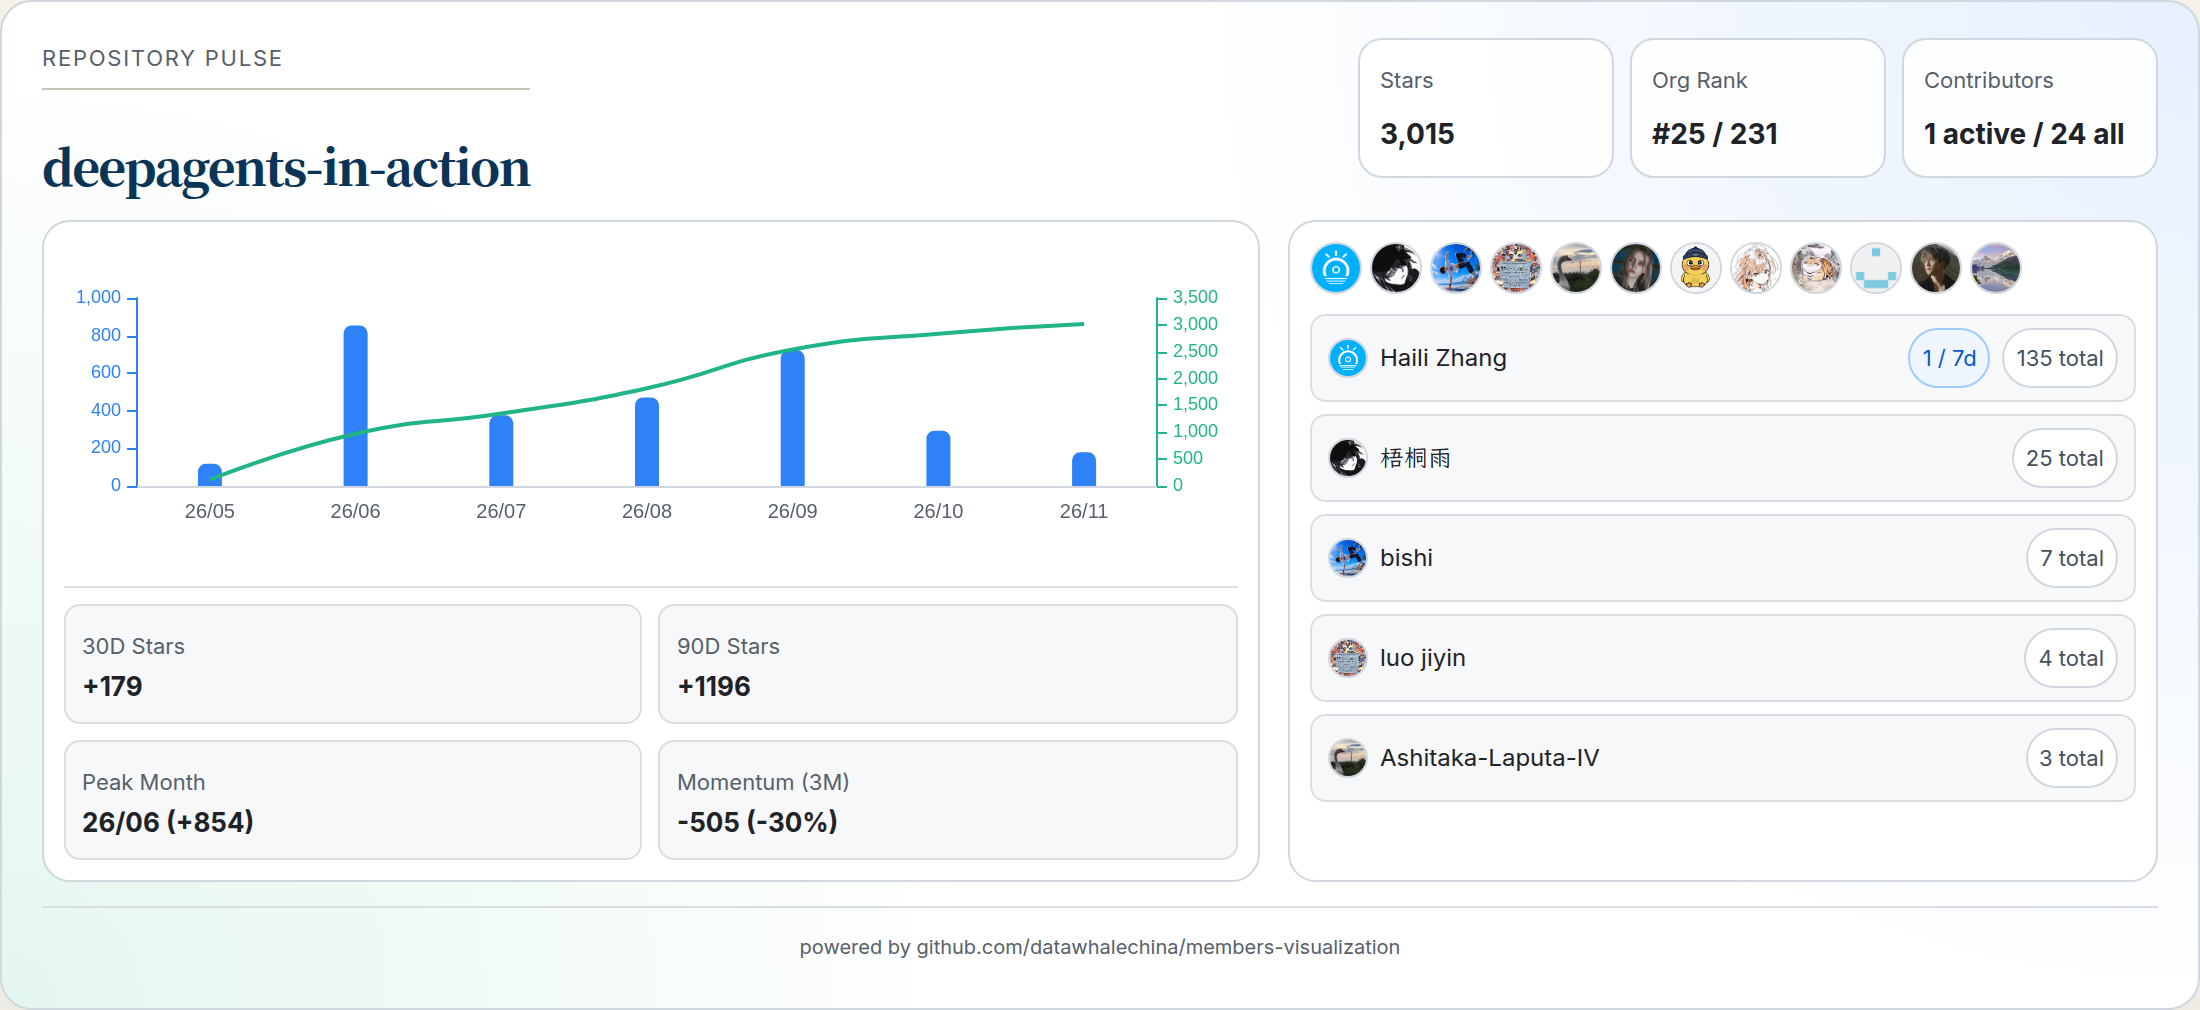 REPOSITORY PULSE
deepagents-in-action
Stars
3,015
Org Rank
#25 / 231
Contributors
1 active / 24 all
1,000
800
600
400
200
0
3,500
3,000
2,500
2,000
1,500
1,000
500
0
26/05 26/06 26/07 26/08 26/09 26/10 26/11
30D Stars
+179
90D Stars
+1196
Peak Month
26/06 (+854)
Momentum (3M)
-505 (-30%)
Haili Zhang 1 / 7d 135 total
梧桐雨 25 total
bishi 7 total
luo jiyin 4 total
Ashitaka-Laputa-IV 3 total
powered by github.com/datawhalechina/members-visualization